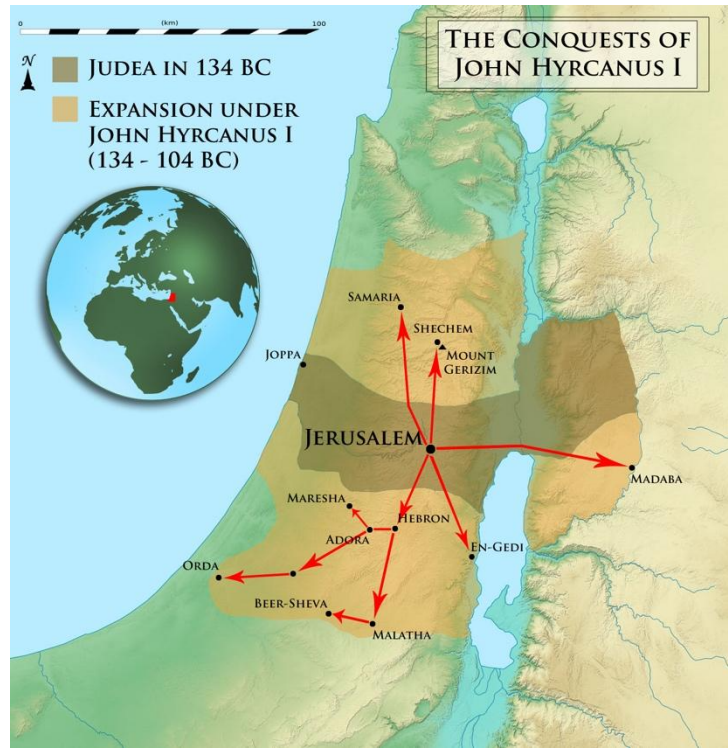 0
(km)
100
THE CONQUESTS OF
JOHN HYRCANUS I
N
JUDEA IN 134 BC
EXPANSION UNDER
JOHN HYRCANUS I
(134 - 104 BC)
SAMARIA
SHECHEM
MOUNT
GERIZIM
JOPPA
JERUSALEM
MADABA
MARESHA
HEBRON
ADORA
EN-GEDI
ORDA
BEER-SHEVA
MALATHA